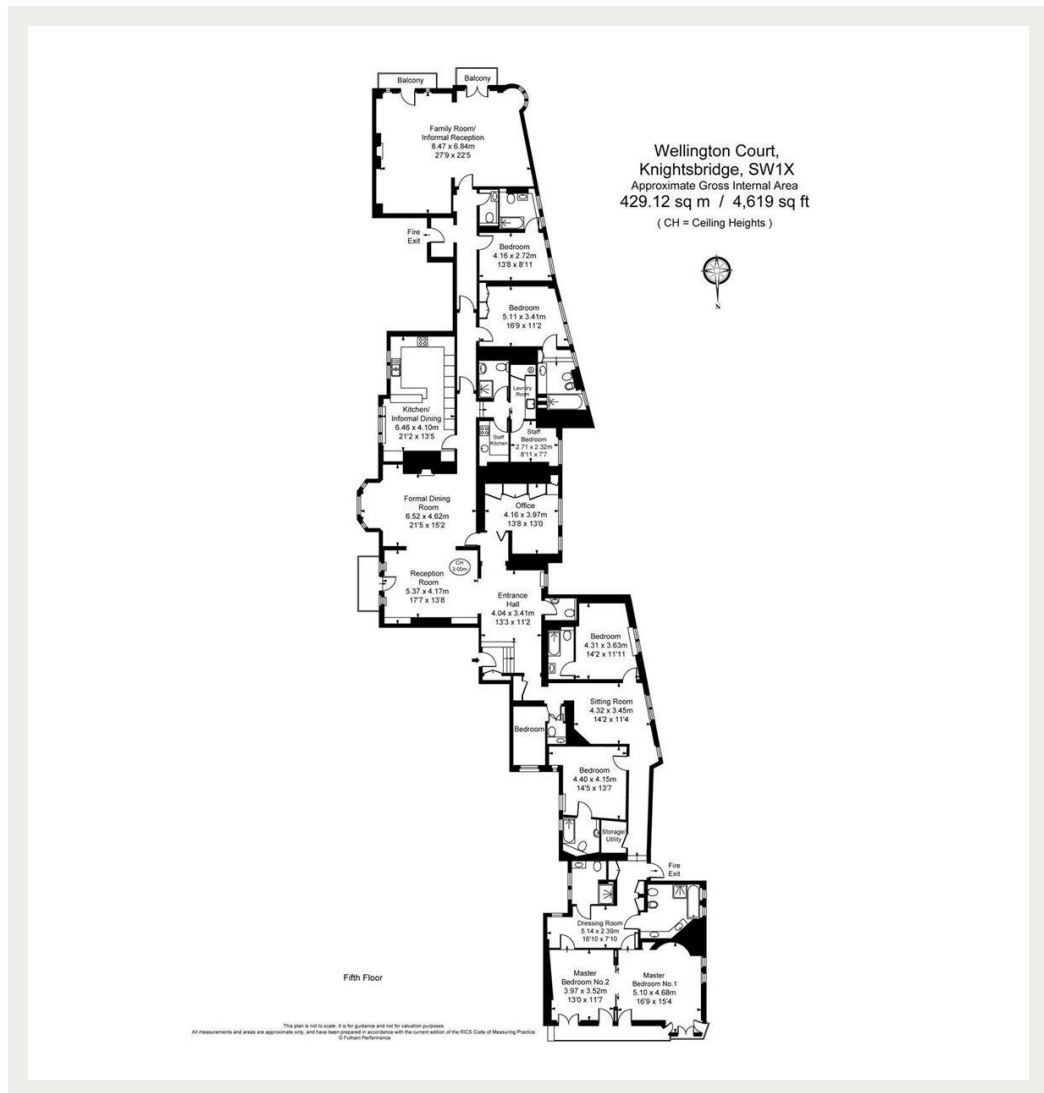 Balcony
Balcony
Family Room/
Informal Reception
8.47 x 6.84m
27'9 x 22'5
Wellington Court,
Knightsbridge, SW1X
Approximate Gross Internal Area
429.12 sq m / 4,619 sq ft
( CH = Ceiling Heights )
N
Fire
Exit
Bedroom
4.16 x 2.72m
13'8 x 8'11
Bedroom
5.11 x 3.41m
16'9 x 11'2
Kitchen/
Informal Dining
6.46 x 4.10m
21'2 x 13'5
Laundry
Room
Staff
Kitchen
Staff
Bedroom
2.71 x 2.32m
8'11 x 7'7
Formal Dining
Room
6.52 x 4.62m
21'5 x 15'2
Office
4.16 x 3.97m
13'8 x 13'0
CH
3.00m
Reception
Room
5.37 x 4.17m
17'7 x 13'8
Entrance
Hall
4.04 x 3.41m
13'3 x 11'2
Bedroom
4.31 x 3.63m
14'2 x 11'11
Sitting Room
4.32 x 3.45m
14'2 x 11'4
Bedroom
Bedroom
4.40 x 4.15m
14'5 x 13'7
Storage/
Utility
Fire
Exit
Dressing Room
5.14 x 2.39m
16'10 x 7'10
Master
Bedroom No.2
3.97 x 3.52m
13'0 x 11'7
Master
Bedroom No.1
5.10 x 4.68m
16'9 x 15'4
Fifth Floor
This plan is not to scale. It is for guidance and not for valuation purposes.
All measurements and areas are approximate only, and have been prepared in accordance with the current edition of the RICS Code of Measuring Practice.
© Fulham Performance